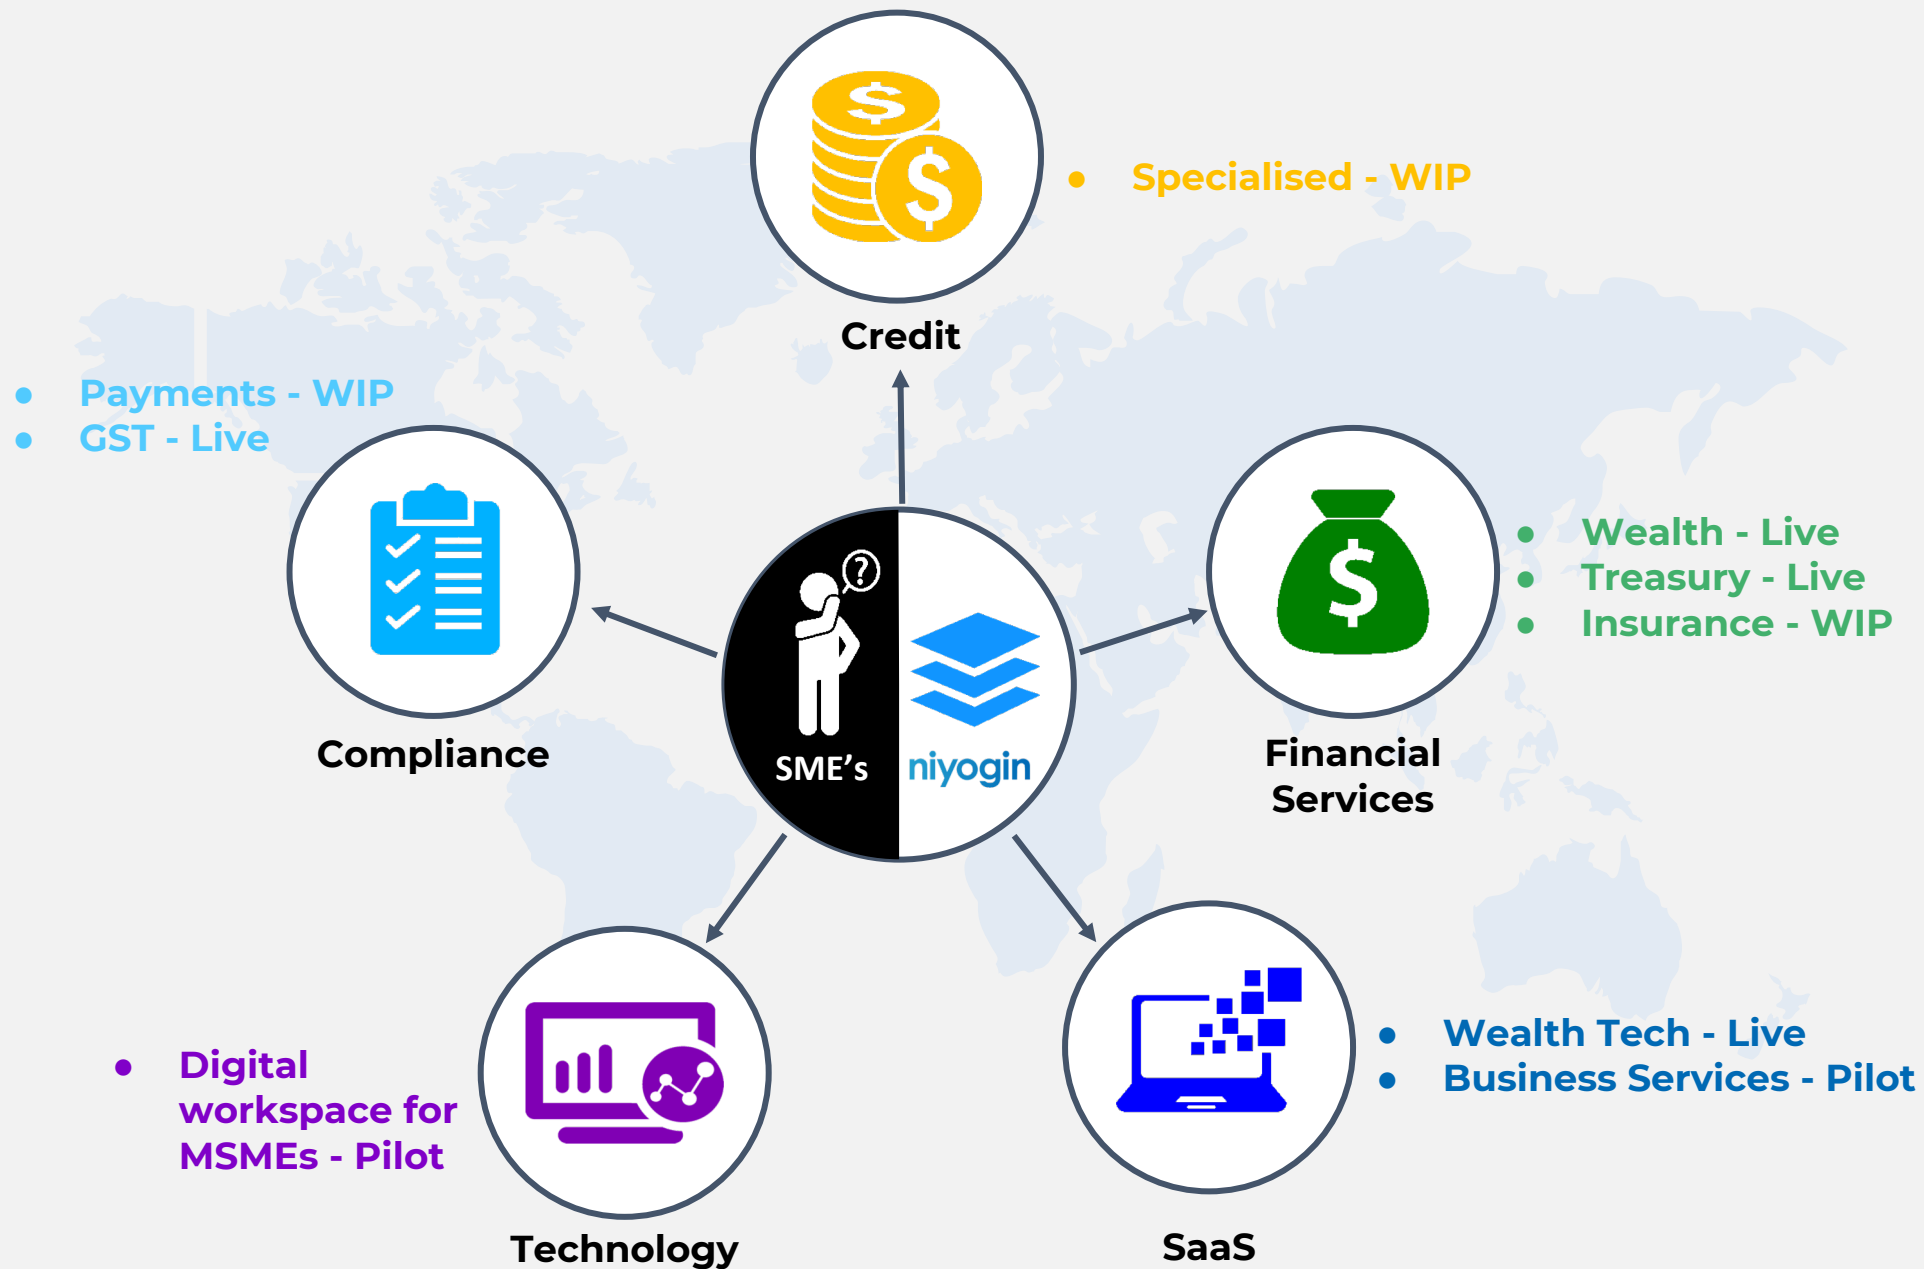 ● Specialised - WIP
Credit
● Payments - WIP
● GST - Live
Compliance
?
SME's
niyogin
● Wealth - Live
● Treasury - Live
● Insurance - WIP
Financial
Services
● Digital
workspace for
MSMEs - Pilot
Technology
● Wealth Tech - Live
● Business Services - Pilot
SaaS